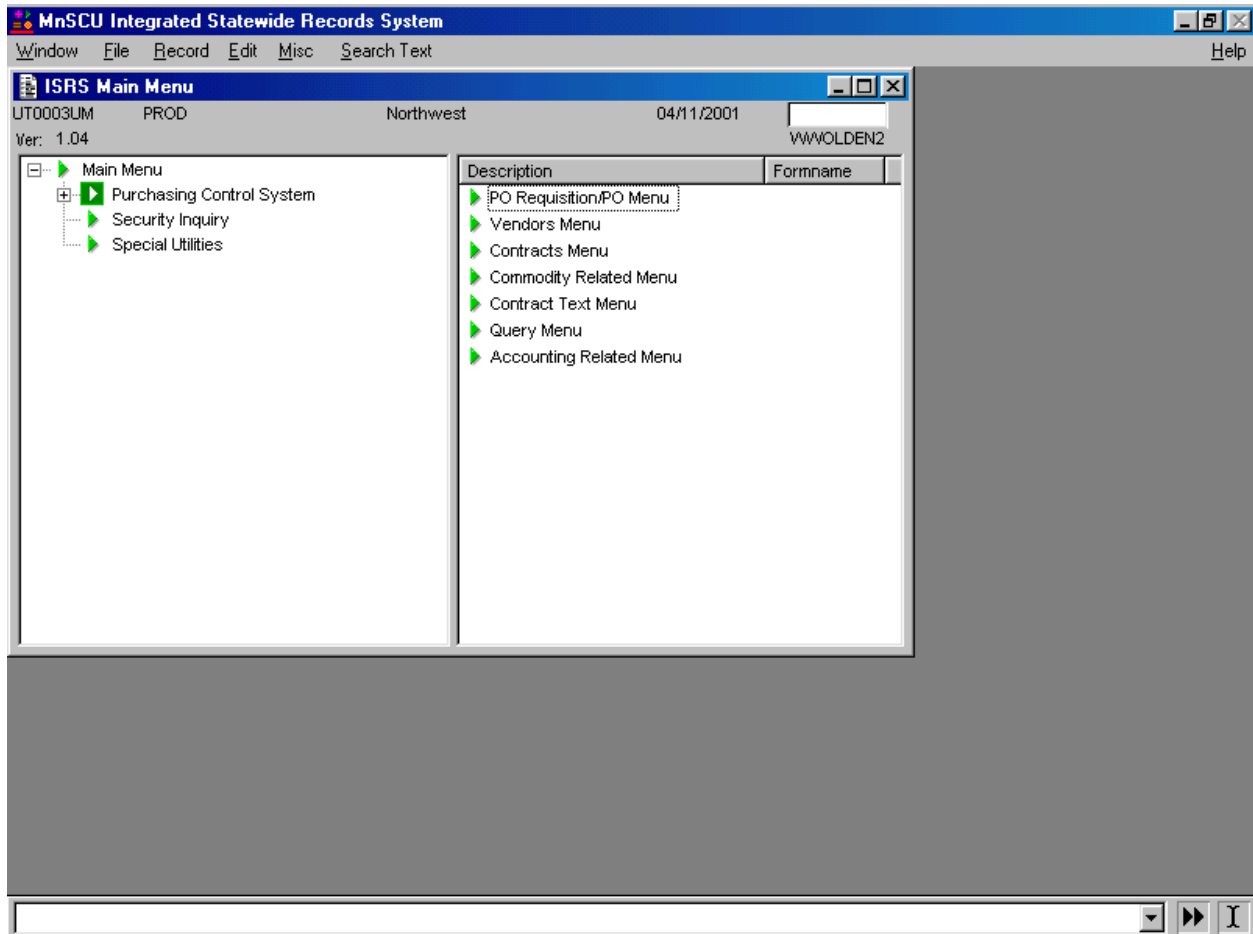 MnSCU Integrated Statewide Records System
Window File Record Edit Misc Search Text Help
ISRS Main Menu
UT0003UM PROD Northwest 04/11/2001
Ver: 1.04 VWVOLDEN2
Main Menu
Purchasing Control System
Security Inquiry
Special Utilities
Description Formname
PO Requisition/PO Menu
Vendors Menu
Contracts Menu
Commodity Related Menu
Contract Text Menu
Query Menu
Accounting Related Menu